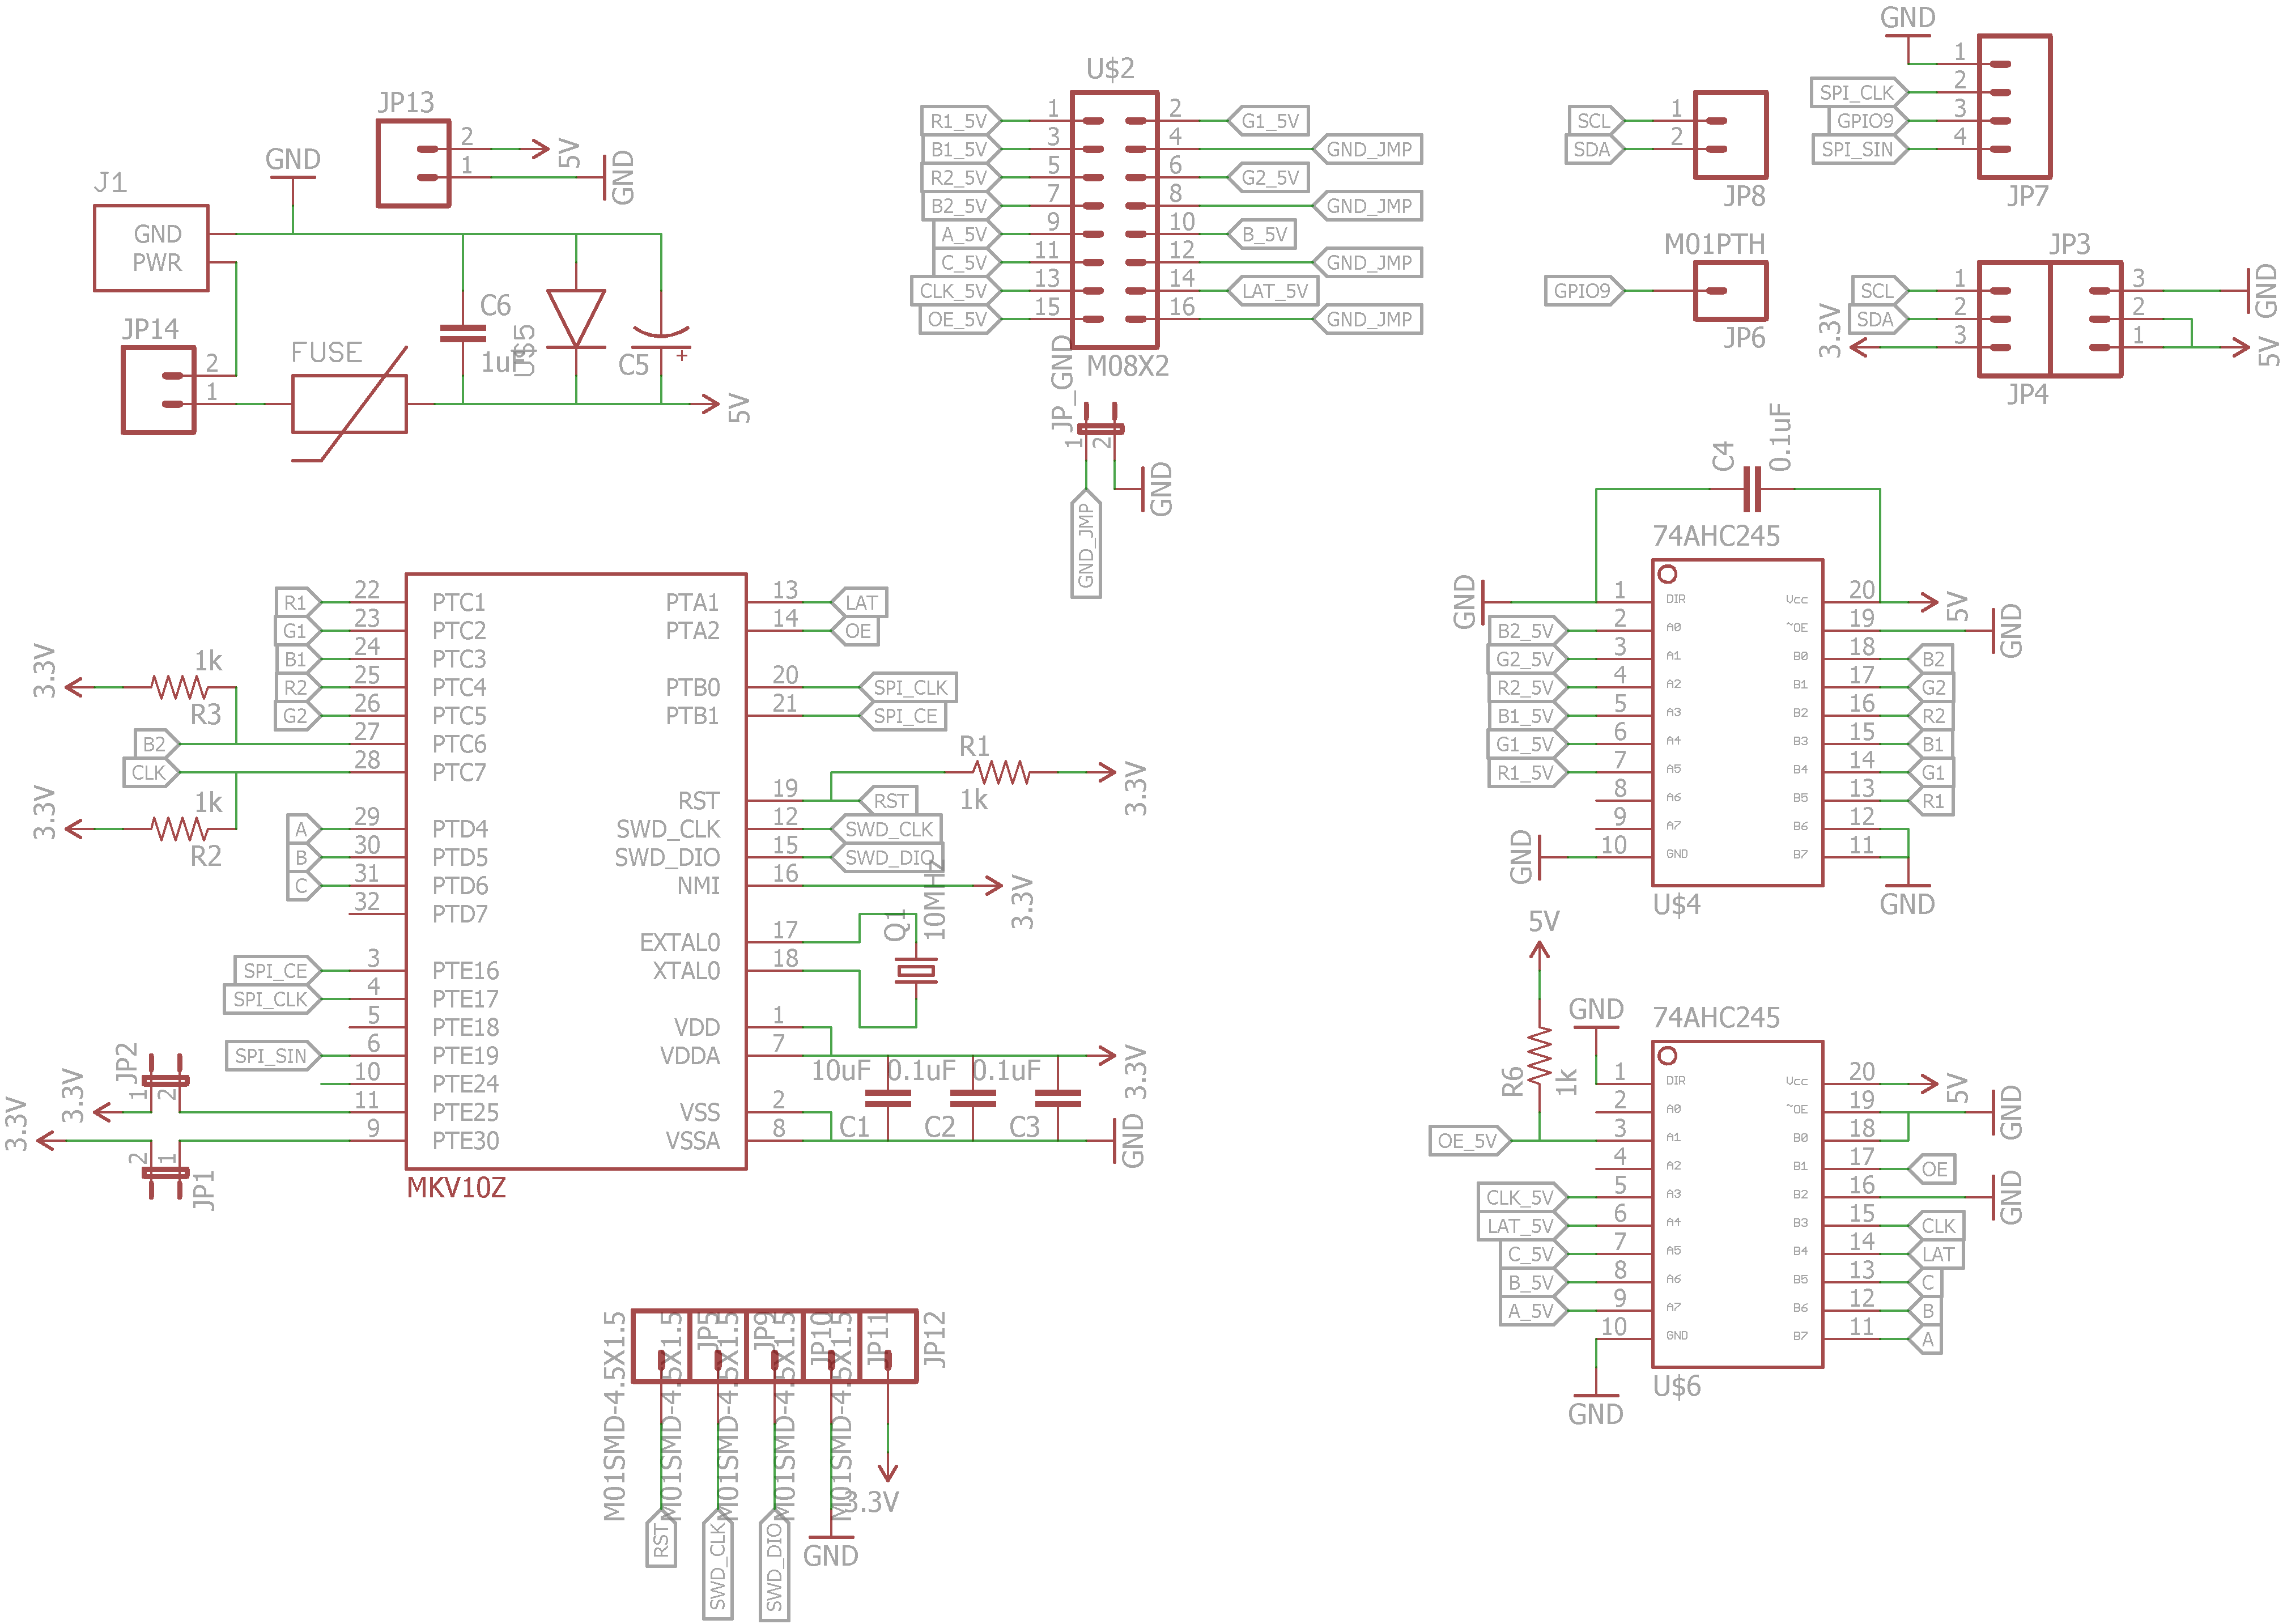 J1
GND
PWR
GND
JP13
2
1
5V
GND
JP14
2
1
FUSE
C6
1uF
U$5
C5
+
5V
U$2
R1_5V 1 2 G1_5V
B1_5V 3 4 GND_JMP
R2_5V 5 6 G2_5V
B2_5V 7 8 GND_JMP
A_5V 9 10 B_5V
C_5V 11 12 GND_JMP
CLK_5V 13 14 LAT_5V
OE_5V 15 16 GND_JMP
M08X2
JP_GND
1
2
GND_JMP
GND
SCL 1
SDA 2
JP8
GND
1
SPI_CLK 2
GPIO9 3
SPI_SIN 4
JP7
M01PTH
GPIO9
JP6
JP3
SCL 1 3 GND
SDA 2 2
3.3V 3 1 5V
JP4
R1 22 PTC1 PTA1 13 LAT
G1 23 PTC2 PTA2 14 OE
B1 24 PTC3
R2 25 PTC4 PTB0 20 SPI_CLK
G2 26 PTC5 PTB1 21 SPI_CE
B2 27 PTC6
CLK 28 PTC7
RST 19 RST
A 29 PTD4 SWD_CLK 12 SWD_CLK
B 30 PTD5 SWD_DIO 15 SWD_DIO
C 31 PTD6 NMI 16 3.3V
32 PTD7
EXTAL0 17
SPI_CE 3 PTE16 XTAL0 18
SPI_CLK 4 PTE17
5 PTE18 VDD 1
SPI_SIN 6 PTE19 VDDA 7 3.3V
10 PTE24
11 PTE25 VSS 2
9 PTE30 VSSA 8 GND
MKV10Z
3.3V
1k
R3
3.3V
1k
R2
R1
1k
3.3V
Q1
10MHz
10uF 0.1uF 0.1uF
C1 C2 C3
JP2
1
2
3.3V
3.3V
2
1
JP1
C4
0.1uF
74AHC245
GND 1 DIR Vcc 20 5V
B2_5V 2 A0 ~OE 19 GND
G2_5V 3 A1 B0 18 B2
R2_5V 4 A2 B1 17 G2
B1_5V 5 A3 B2 16 R2
G1_5V 6 A4 B3 15 B1
R1_5V 7 A5 B4 14 G1
8 A6 B5 13 R1
9 A7 B6 12
GND 10 GND B7 11
GND
U$4
5V
R6
1k
GND
74AHC245
1 DIR Vcc 20 5V
2 A0 ~OE 19 GND
OE_5V 3 A1 B0 18
4 A2 B1 17 OE
CLK_5V 5 A3 B2 16 GND
LAT_5V 6 A4 B3 15 CLK
C_5V 7 A5 B4 14 LAT
B_5V 8 A6 B5 13 C
A_5V 9 A7 B6 12 B
10 GND B7 11 A
GND
U$6
M01SMD-4.5X1.5
M01SMD-4.5X1.5
JP5
M01SMD-4.5X1.5
JP9
M01SMD-4.5X1.5
JP10
M01SMD-4.5X1.5
JP11
JP12
RST
SWD_CLK
SWD_DIO
GND
3.3V